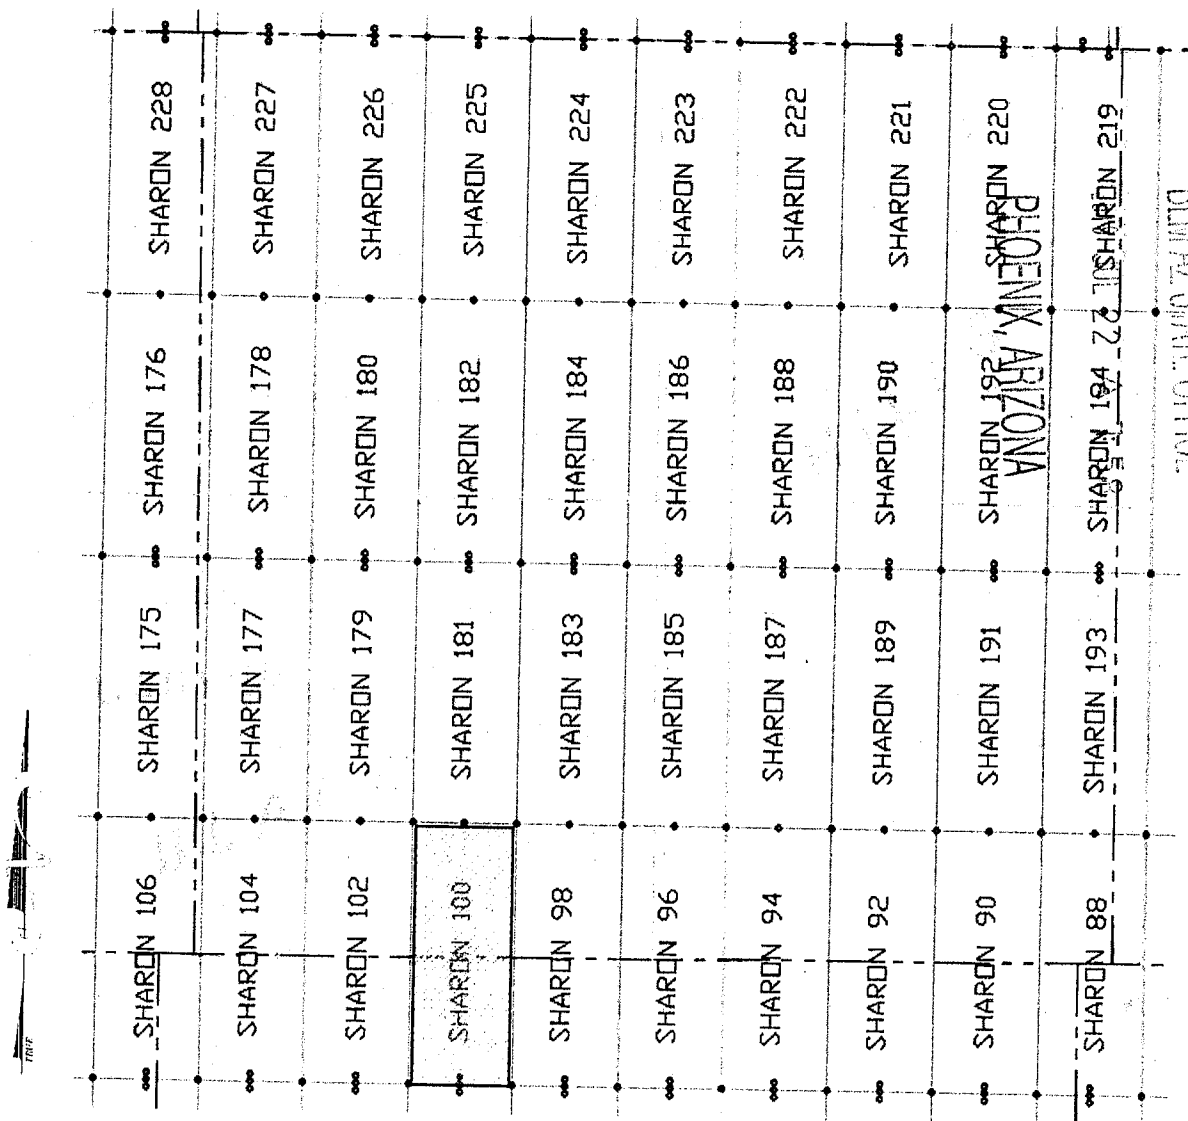 SHARON 228
SHARON 227
SHARON 226
SHARON 225
SHARON 224
SHARON 223
SHARON 222
SHARON 221
SHARON 220
SHARON 219
PHOENIX, ARIZONA
SHARON 176
SHARON 178
SHARON 180
SHARON 182
SHARON 184
SHARON 186
SHARON 188
SHARON 190
SHARON 192
SHARON 194
SHARON 175
SHARON 177
SHARON 179
SHARON 181
SHARON 183
SHARON 185
SHARON 187
SHARON 189
SHARON 191
SHARON 193
SHARON 106
SHARON 104
SHARON 102
SHARON 100
SHARON 98
SHARON 96
SHARON 94
SHARON 92
SHARON 90
SHARON 88
TRUE